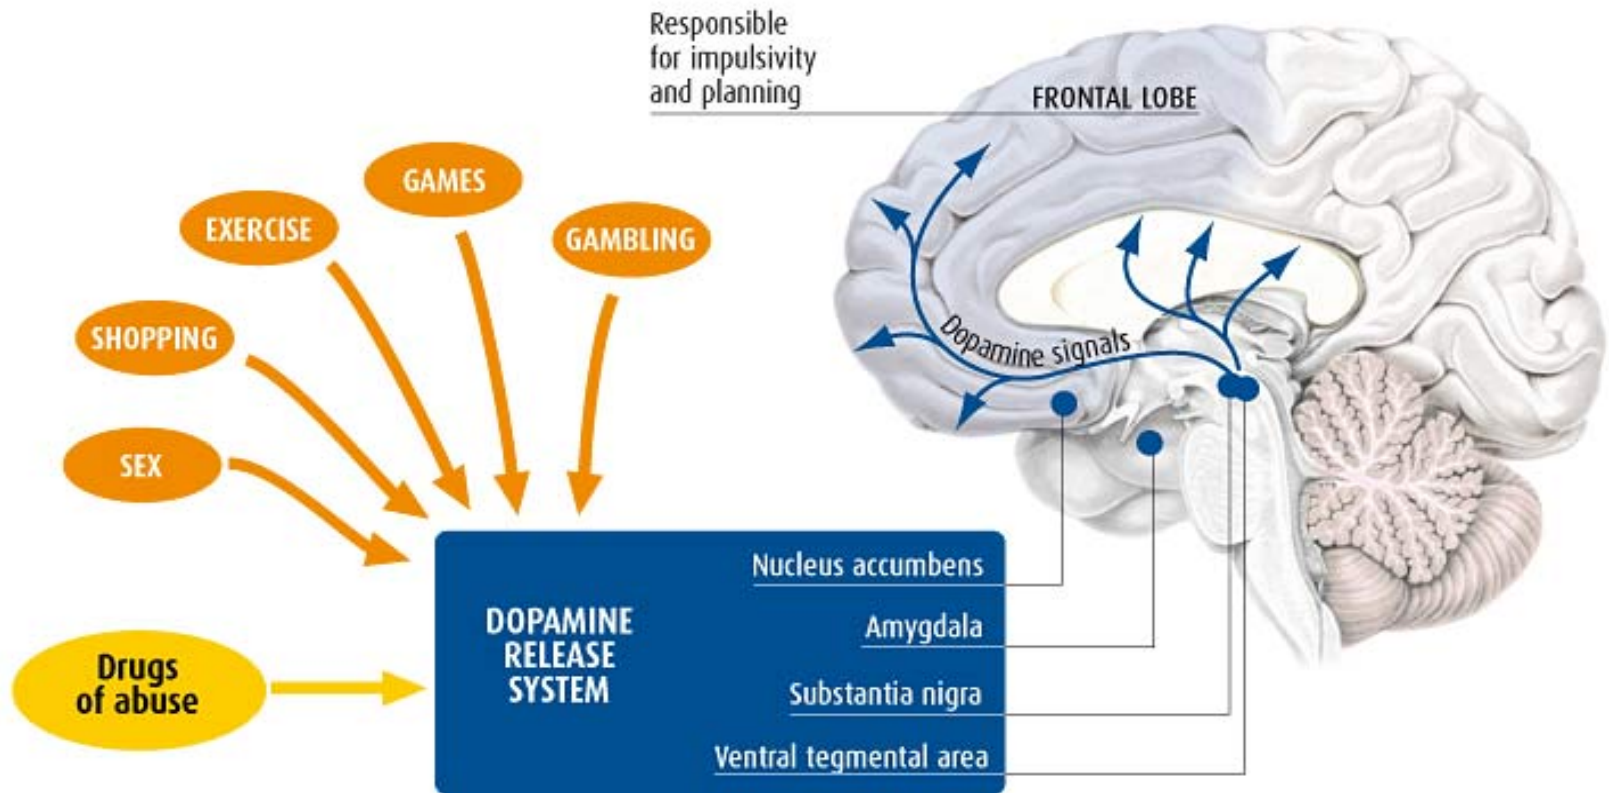 Responsible
for impulsivity
and planning
FRONTAL LOBE
GAMES
EXERCISE
GAMBLING
SHOPPING
SEX
Drugs
of abuse
DOPAMINE
RELEASE
SYSTEM
Nucleus accumbens
Amygdala
Substantia nigra
Ventral tegmental area
Dopamine signals